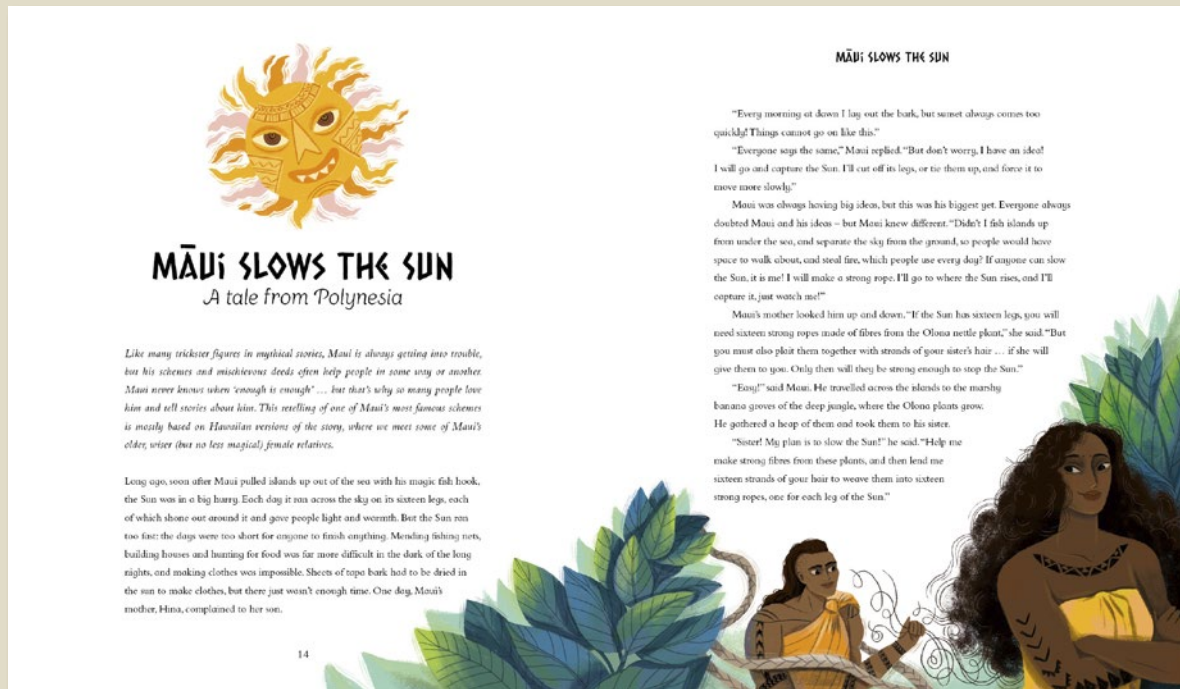 MĀUi SLOWS THE SUN
A tale from Polynesia
Like many trickster figures in mythical stories, Maui is always getting into trouble,
but his schemes and mischievous deeds often help people in some way or another.
Maui never knows when ‘enough is enough’ … but that’s why so many people love
him and tell stories about him. This retelling of one of Maui’s most famous schemes
is mostly based on Hawaiian versions of the story, where we meet some of Maui’s
older, wiser (but no less magical) female relatives.
Long ago, soon after Maui pulled islands up out of the sea with his magic fish hook,
the Sun was in a big hurry. Each day it ran across the sky on its sixteen legs, each
of which shone out around it and gave people light and warmth. But the Sun ran
too fast: the days were too short for anyone to finish anything. Mending fishing nets,
building houses and hunting for food was far more difficult in the dark of the long
nights, and making clothes was impossible. Sheets of tapa bark had to be dried in
the sun to make clothes, but there just wasn’t enough time. One day, Maui’s
mother, Hina, complained to her son.
14
MĀUi SLOWS THE SUN
“Every morning at dawn I lay out the bark, but sunset always comes too
quickly! Things cannot go on like this.”
“Everyone says the same,” Maui replied. “But don’t worry, I have an idea!
I will go and capture the Sun. I’ll cut off its legs, or tie them up, and force it to
move more slowly.”
Maui was always having big ideas, but this was his biggest yet. Everyone always
doubted Maui and his ideas – but Maui knew different. “Didn’t I fish islands up
from under the sea, and separate the sky from the ground, so people would have
space to walk about, and steal fire, which people use every day? If anyone can slow
the Sun, it is me! I will make a strong rope. I’ll go to where the Sun rises, and I’ll
capture it, just watch me!”
Maui’s mother looked him up and down. “If the Sun has sixteen legs, you will
need sixteen strong ropes made of fibres from the Olona nettle plant,” she said. “But
you must also plait them together with strands of your sister’s hair … if she will
give them to you. Only then will they be strong enough to stop the Sun.”
“Easy!” said Maui. He travelled across the islands to the marshy
banana groves of the deep jungle, where the Olona plants grow.
He gathered a heap of them and took them to his sister.
“Sister! My plan is to slow the Sun!” he said. “Help me
make strong fibres from these plants, and then lend me
sixteen strands of your hair to weave them into sixteen
strong ropes, one for each leg of the Sun.”